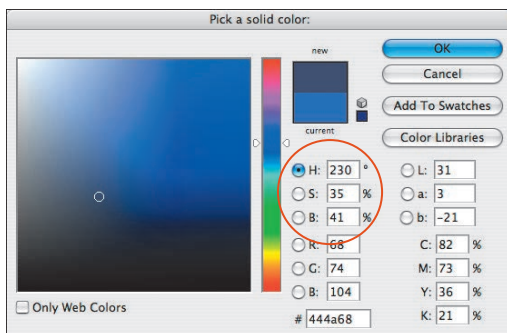 Pick a solid color:
new
current
OK
Cancel
Add To Swatches
Color Libraries
H: 230 °
S: 35 %
B: 41 %
R: 68
G: 74
B: 104
# 444a68
L: 31
a: 3
b: -21
C: 82 %
M: 73 %
Y: 36 %
K: 21 %
Only Web Colors